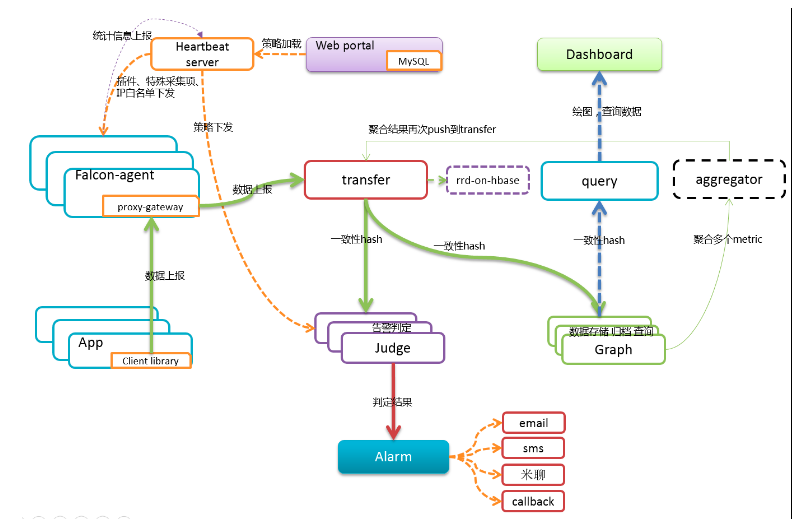 统计信息上报
Heartbeat
server
策略加载
Web portal
MySQL
Dashboard
插件、特殊采集项、
IP白名单下发
策略下发
绘图，查询数据
聚合结果再次push到transfer
Falcon-agent
proxy-gateway
数据上报
transfer
rrd-on-hbase
query
aggregator
一致性hash
一致性hash
一致性hash
聚合多个metric
数据上报
App
Client library
告警判定
Judge
数据存储 归档 查询
Graph
判定结果
Alarm
email
sms
米聊
callback